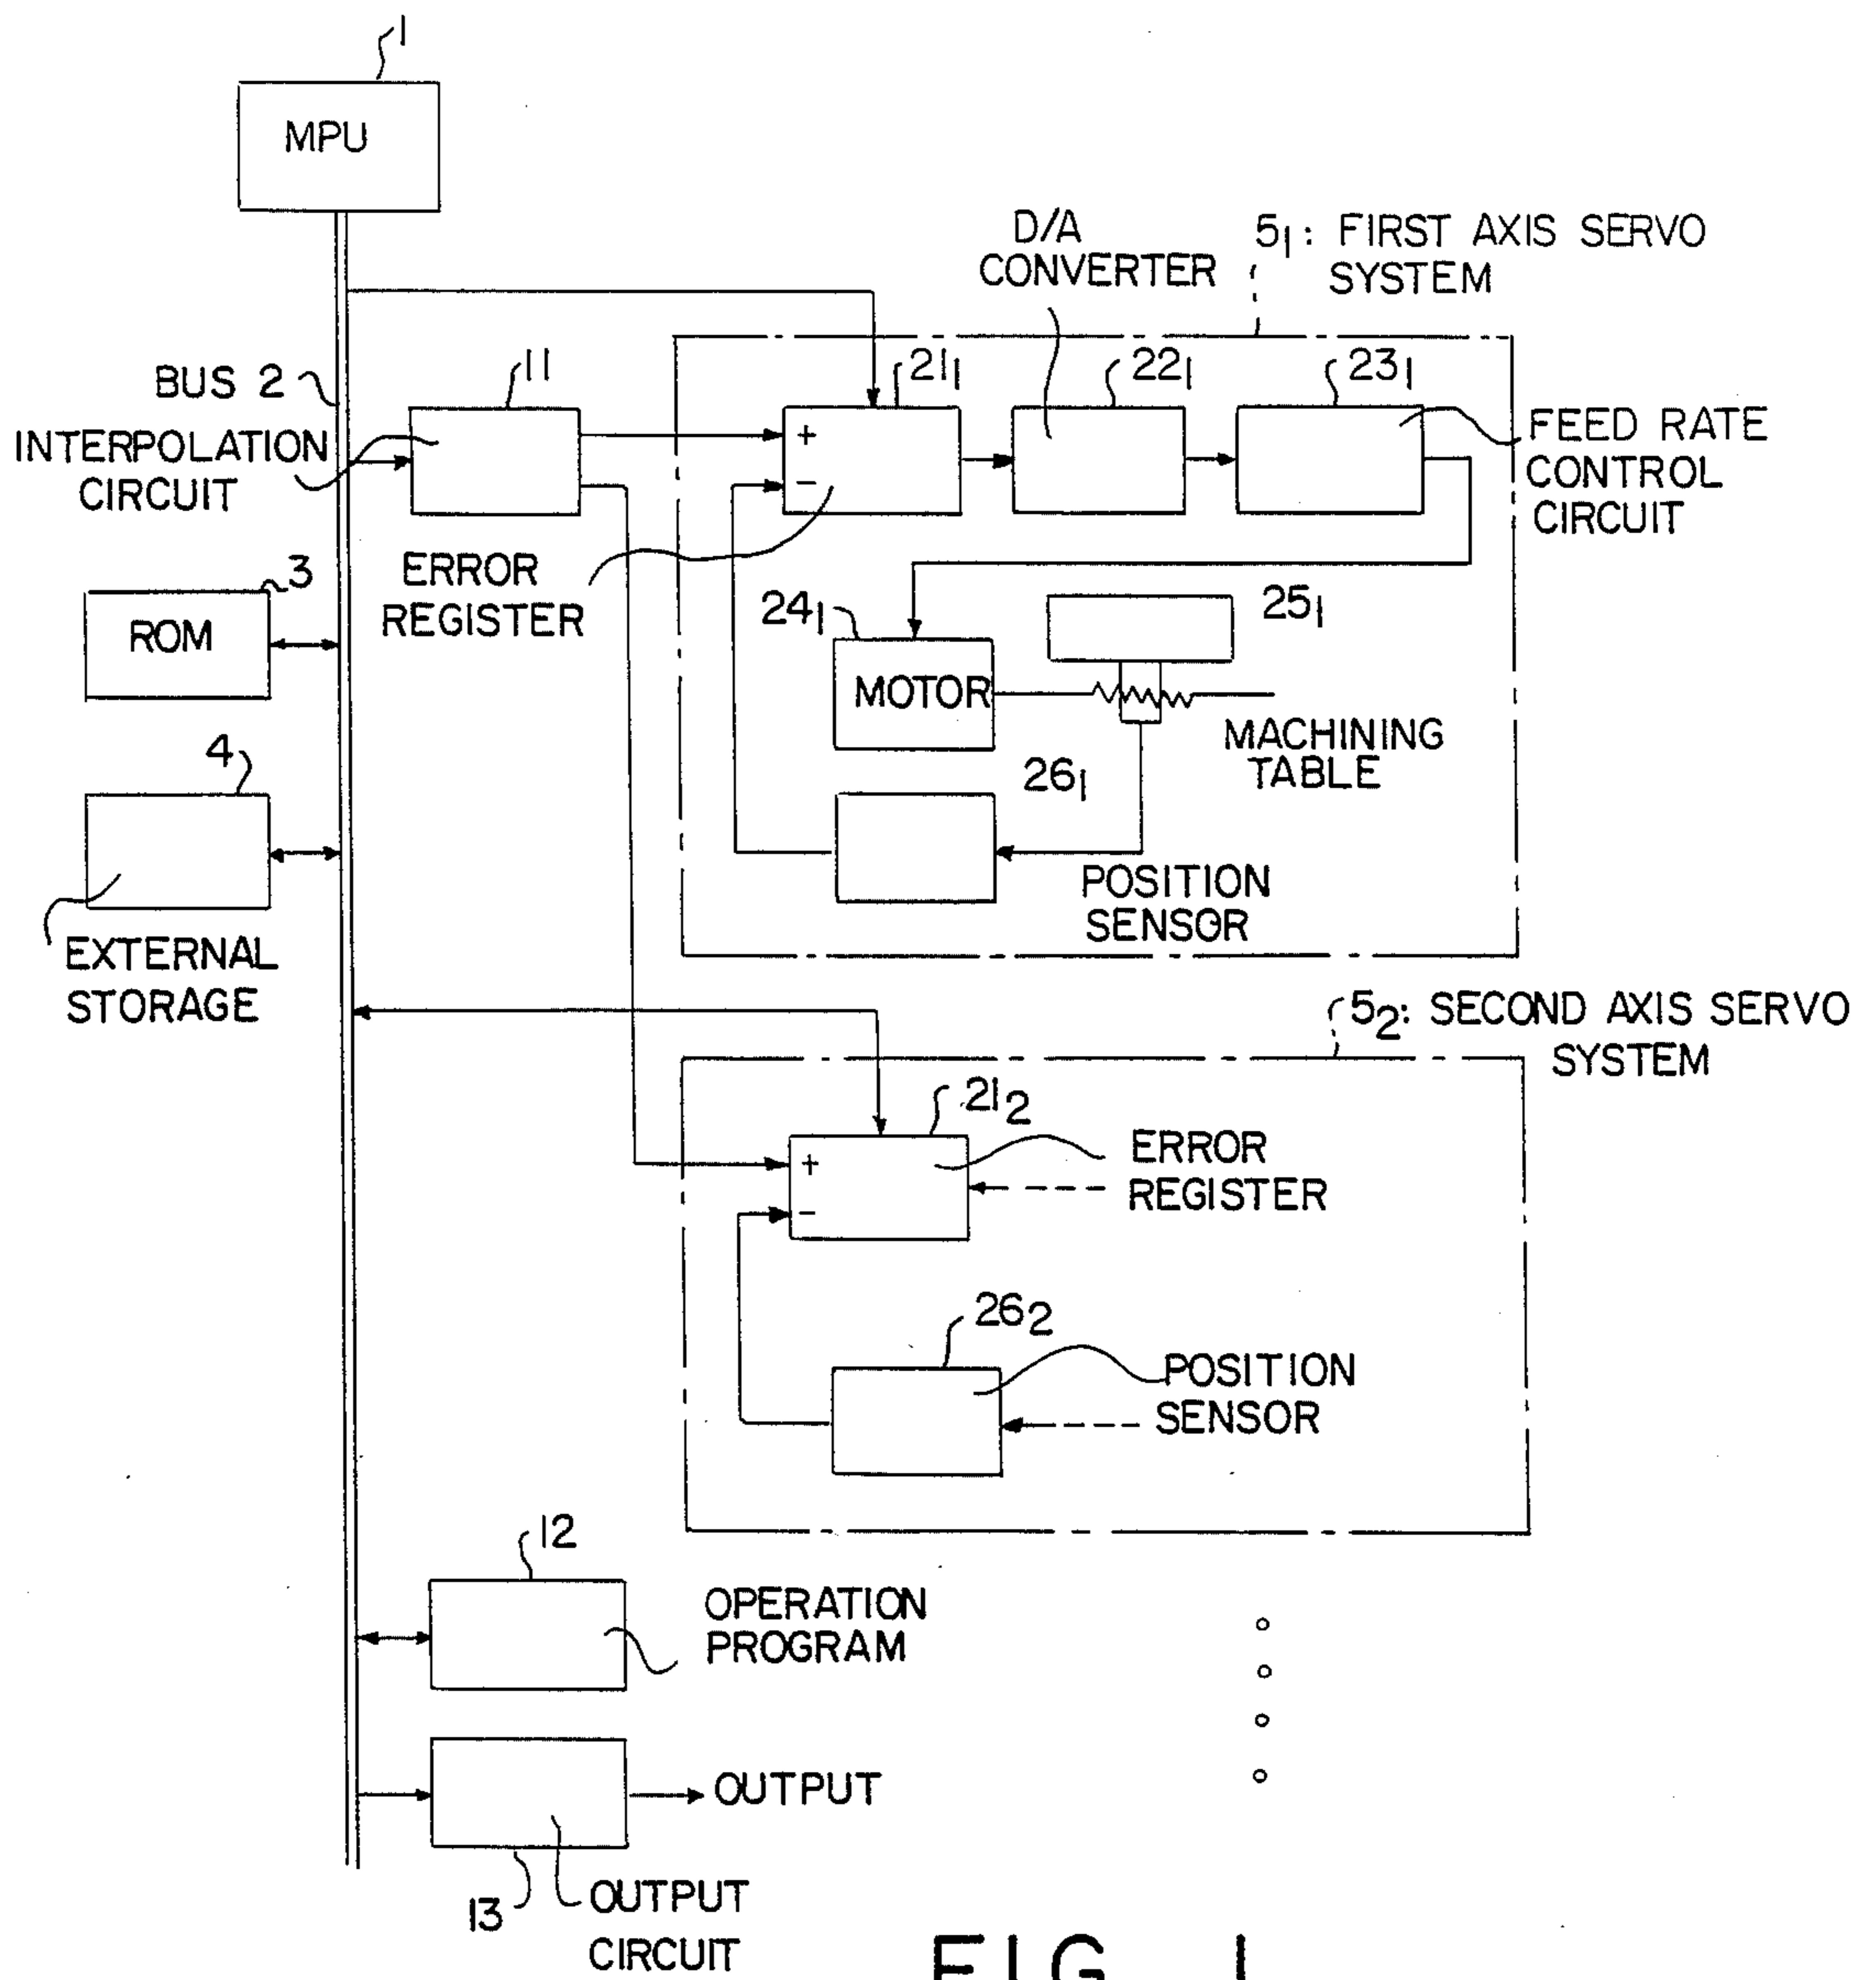 1
MPU
D/A
CONVERTER
5₁: FIRST AXIS SERVO
SYSTEM
BUS 2
11
21₁
22₁
23₁
INTERPOLATION
CIRCUIT
+
−
FEED RATE
CONTROL
CIRCUIT
ERROR
REGISTER
3
ROM
24₁
MOTOR
25₁
MACHINING
TABLE
4
26₁
POSITION
SENSOR
EXTERNAL
STORAGE
5₂: SECOND AXIS SERVO
SYSTEM
21₂
+
−
ERROR
REGISTER
26₂
POSITION
SENSOR
12
OPERATION
PROGRAM
OUTPUT
13
OUTPUT
CIRCUIT
FIG. 1